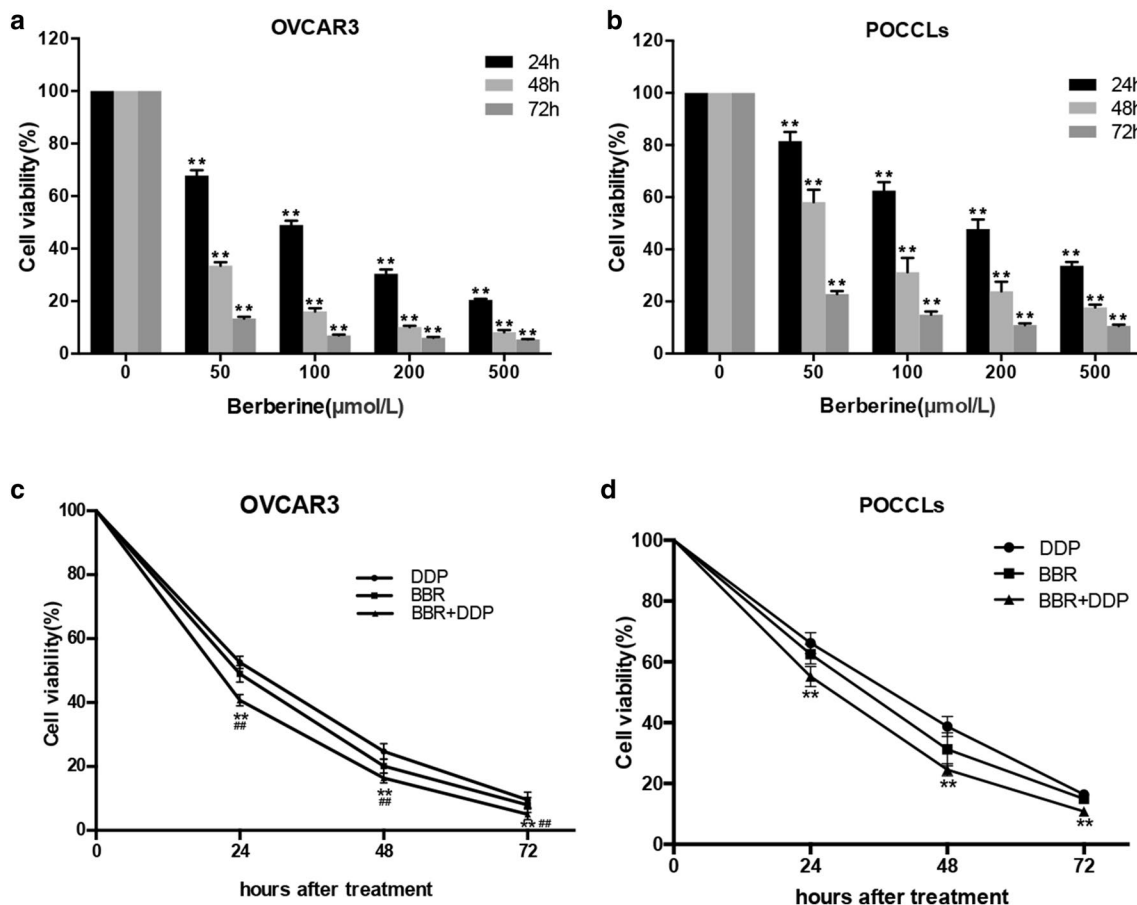 a
OVCAR3
120
100
80
60
40
20
0
Cell viability(%)
24h
48h
72h
**
**
**
**
**
**
**
**
**
**
**
**
0 50 100 200 500
Berberine(μmol/L)
b
POCCLs
120
100
80
60
40
20
0
Cell viability(%)
24h
48h
72h
**
**
**
**
**
**
**
**
**
**
**
**
0 50 100 200 500
Berberine(μmol/L)
c
OVCAR3
100
80
60
40
20
0
Cell viability(%)
DDP
BBR
BBR+DDP
**
##
**
##
** ##
0 24 48 72
hours after treatment
d
POCCLs
100
80
60
40
20
0
Cell viability(%)
DDP
BBR
BBR+DDP
**
**
**
0 24 48 72
hours after treatment